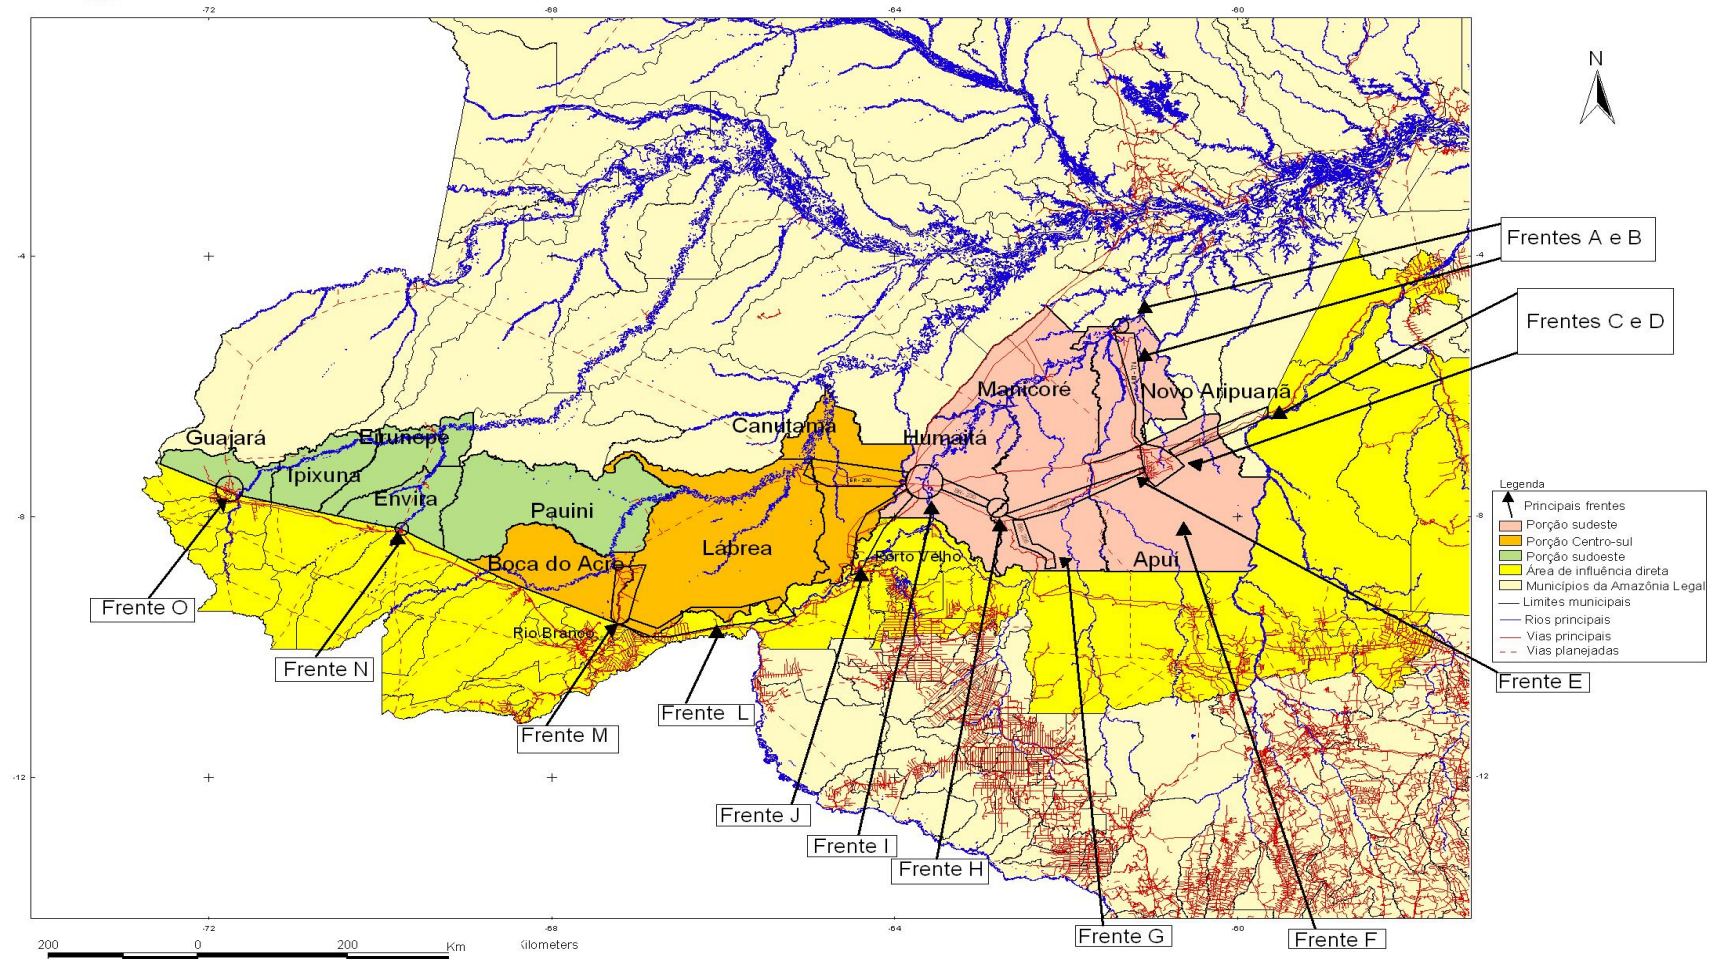 -72
-68
-60
N
Frentes A e B
-4
-4
Frentes C e D
Manicoré
Novo Aripuanã
Canutama
Humaitá
Guajará
Eirunepé
Ipixuna
Envira
Pauini
Lábrea
Boca do Acre
Porto Velho
Apuí
Rio Branco
Legenda
Principais frentes
Porção sudeste
Porção Centro-sul
Porção sudoeste
Área de influência direta
Municípios da Amazônia Legal
Limites municipais
Rios principais
Vias principais
Vias planejadas
-8
-8
Frente O
Frente N
Frente M
Frente L
Frente E
-12
-12
Frente J
Frente I
Frente H
Frente G
Frente F
-72
-68
-64
-60
200 0 200 Km